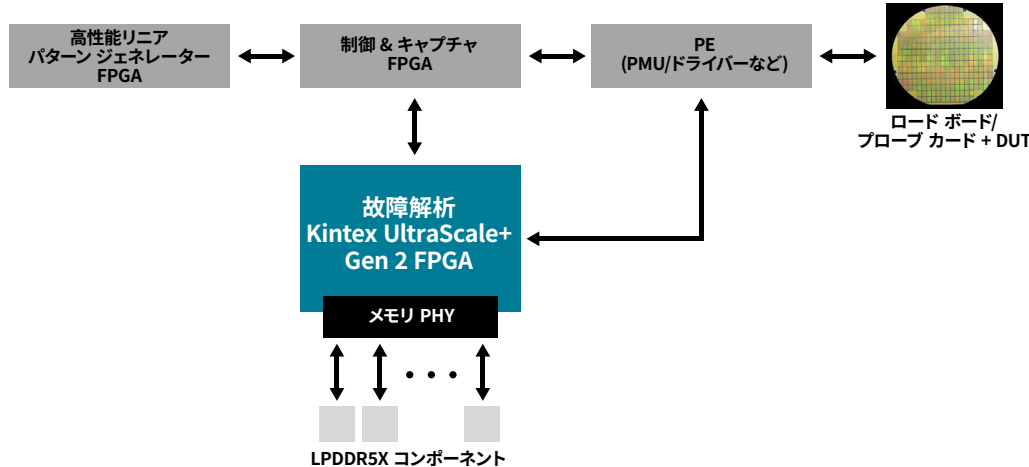 高性能リニア
パターン ジェネレーター
FPGA
制御 & キャプチャ
FPGA
PE
(PMU/ドライバーなど)
ロード ボード/
プローブ カード + DUT
故障解析
Kintex UltraScale+
Gen 2 FPGA
メモリ PHY
LPDDR5X コンポーネント